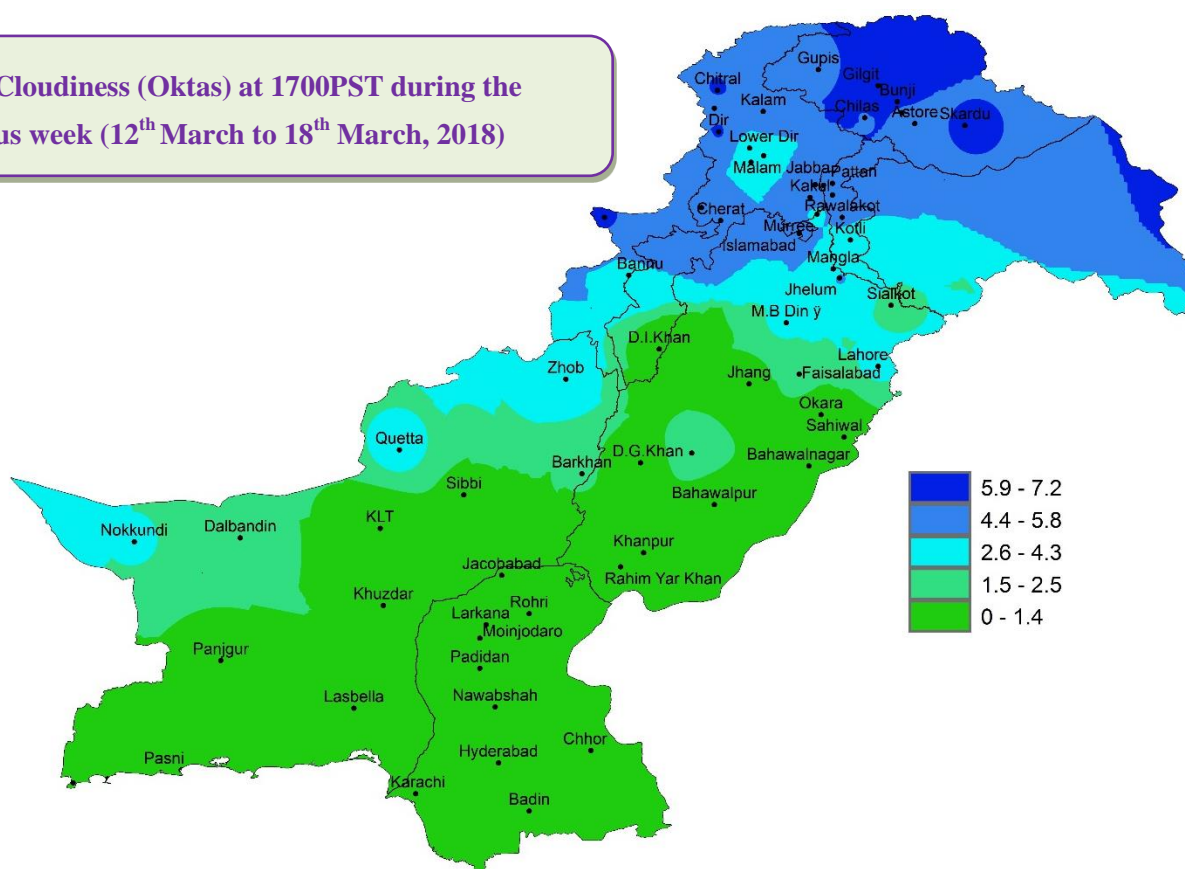 Cloudiness (Oktas) at 1700PST during the
us week (12th March to 18th March, 2018)
Gupis
Chitral
Gilgit
Bunji
Kalam
Chilas
Astore Skardu
Dir
Lower Dir
Malam
Jabba
Pattan
Kakul
Cherat
Rawalakot
Murree
Kotli
Islamabad
Mangla
Bannu
Jhelum
Sialkot
M.B Din ÿ
D.I.Khan
Lahore
Zhob
Jhang
Faisalabad
Okara
Sahiwal
Quetta
D.G.Khan
Bahawalnagar
Barkhan
Sibbi
Bahawalpur
5.9 - 7.2
4.4 - 5.8
2.6 - 4.3
1.5 - 2.5
0 - 1.4
Nokkundi
Dalbandin
KLT
Khanpur
Jacobabad
Rahim Yar Khan
Khuzdar
Rohri
Larkana
Moinjodaro
Panjgur
Padidan
Lasbella
Nawabshah
Pasni
Hyderabad
Chhor
Karachi
Badin